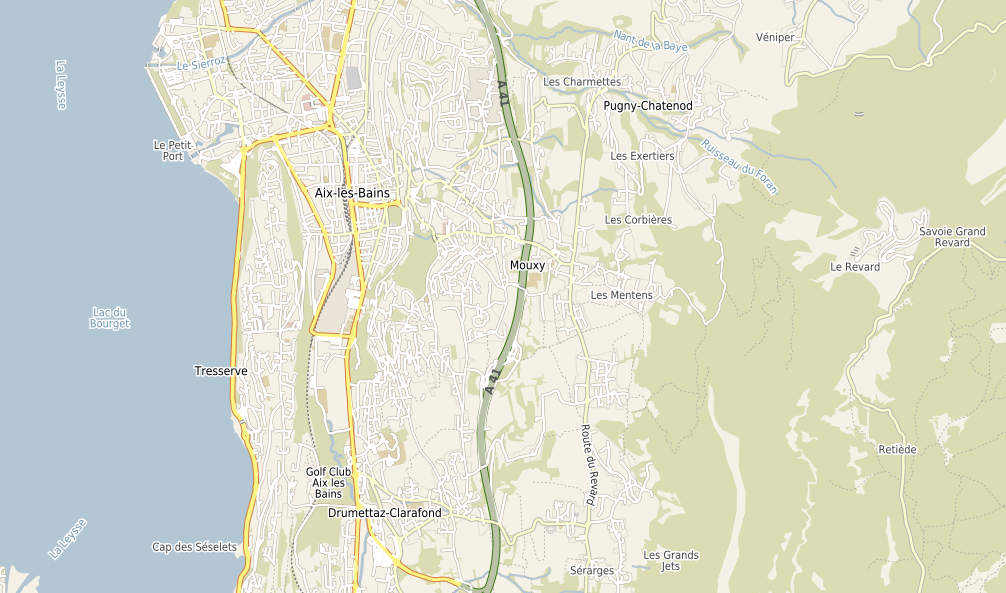 Véniper
Nant de la Baye
Le Sierroz
La Leysse
Les Charmettes
A 41
Pugny-Chatenod
Le Petit
Port
Les Exertiers
Ruisseau du Foran
Aix-les-Bains
Les Corbières
Savoie Grand
Revard
Mouxy
Le Revard
Les Mentens
Lac du
Bourget
Tresserve
A 41
Route du Revard
Retiède
Golf Club
Aix les
Bains
Drumettaz-Clarafond
La Leysse
Cap des Séselets
Les Grands
Jets
Sérarges